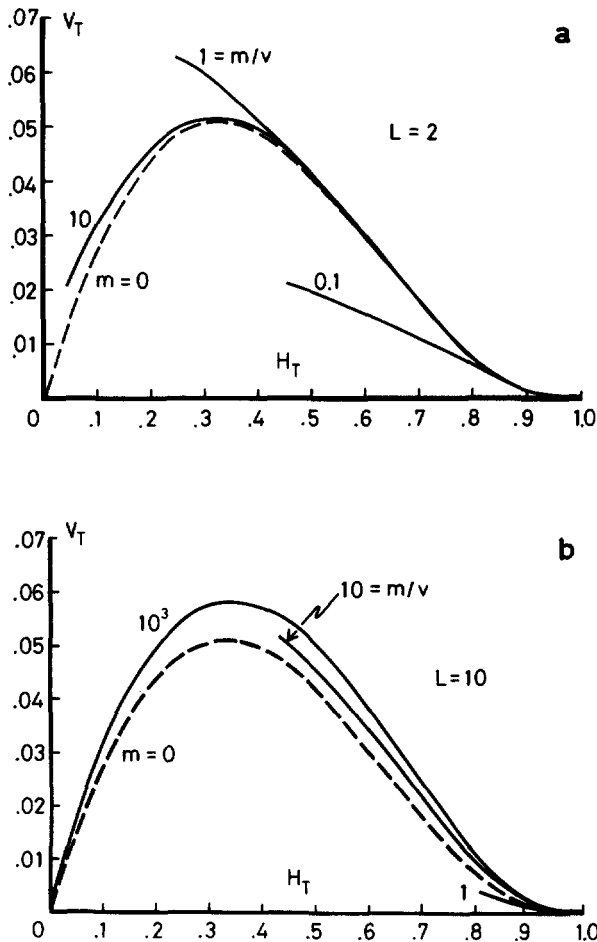 .07
V_T
a
1 = m/v
.06
.05
L = 2
.04
10
.03
m = 0
0.1
.02
.01
H_T
0 .1 .2 .3 .4 .5 .6 .7 .8 .9 1.0
.07
V_T
b
10 = m/v
.06
10³
.05
L = 10
.04
.03
m = 0
.02
.01
H_T
1
0 .1 .2 .3 .4 .5 .6 .7 .8 .9 1.0